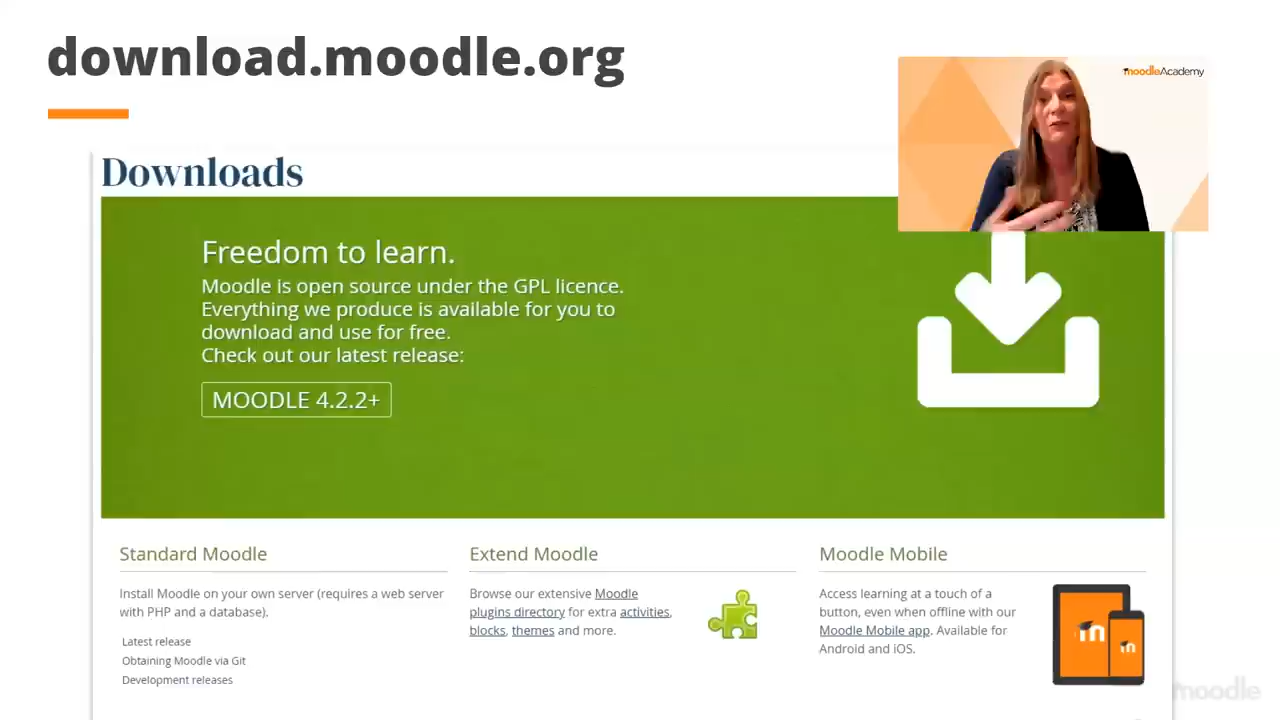 download.moodle.org
moodleAcademy
Downloads
Freedom to learn.
Moodle is open source under the GPL licence.
Everything we produce is available for you to
download and use for free.
Check out our latest release:
MOODLE 4.2.2+
Standard Moodle
Install Moodle on your own server (requires a web server
with PHP and a database).
Latest release
Obtaining Moodle via Git
Development releases
Extend Moodle
Browse our extensive Moodle
plugins directory for extra activities,
blocks, themes and more.
Moodle Mobile
Access learning at a touch of a
button, even when offline with our
Moodle Mobile app. Available for
Android and iOS.
m
m
moodle